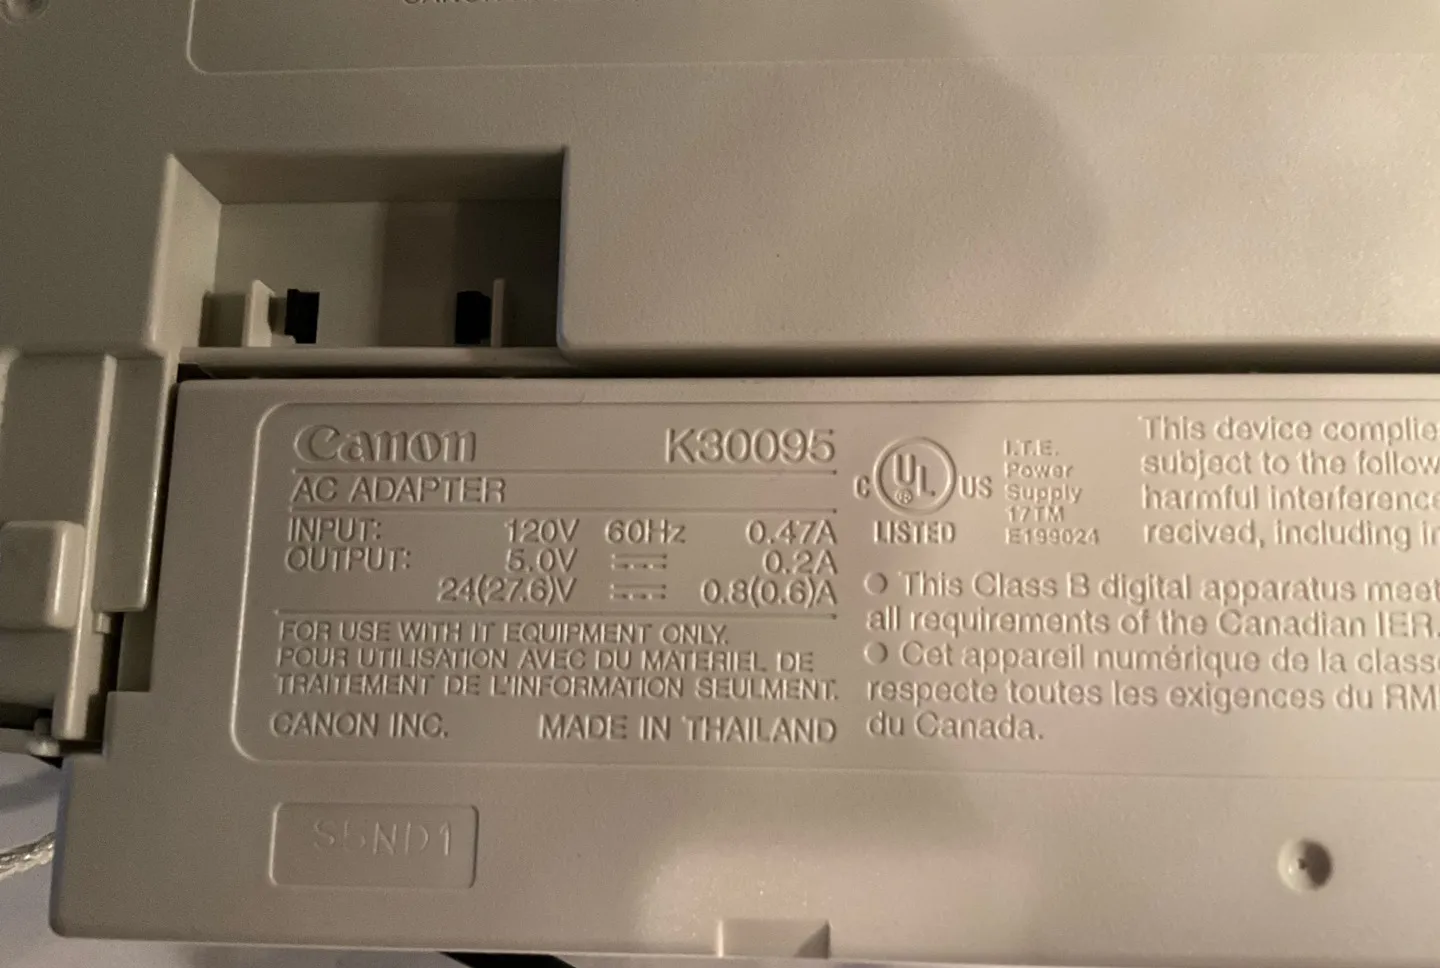 Canon K30095
AC ADAPTER
INPUT: 120V 60Hz 0.47A
OUTPUT: 5.0V ⎓ 0.2A
24(27.6)V ⎓ 0.8(0.6)A
FOR USE WITH IT EQUIPMENT ONLY.
POUR UTILISATION AVEC DU MATERIEL DE
TRAITEMENT DE L'INFORMATION SEULMENT.
CANON INC. MADE IN THAILAND
C UL US
LISTED
I.T.E.
Power
Supply
17TM
E199024
This device complie
subject to the follow
harmful interference
recived, including in
This Class B digital apparatus meet
all requirements of the Canadian IER.
Cet appareil numérique de la classe
respecte toutes les exigences du RM
du Canada.
S5ND1